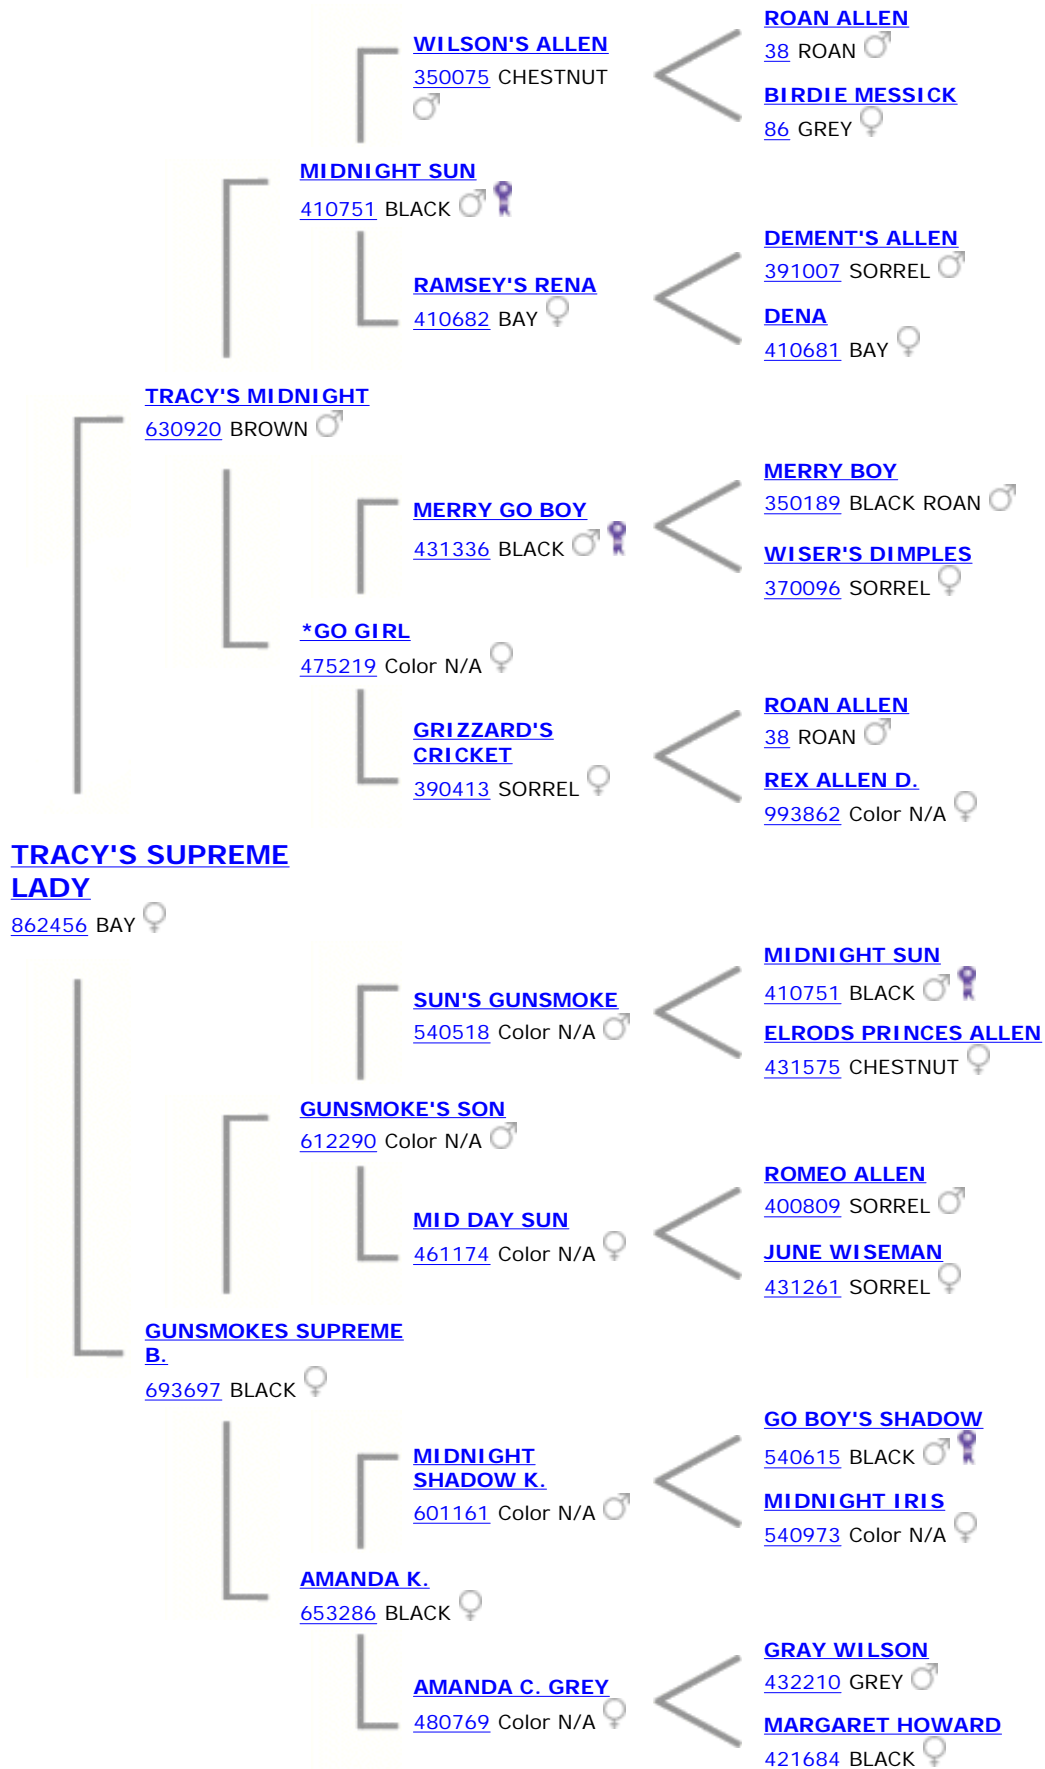 ROAN ALLEN
38 ROAN
WILSON'S ALLEN
350075 CHESTNUT
BIRDIE MESSICK
86 GREY
MIDNIGHT SUN
410751 BLACK
DEMENT'S ALLEN
391007 SORREL
RAMSEY'S RENA
410682 BAY
DENA
410681 BAY
TRACY'S MIDNIGHT
630920 BROWN
MERRY BOY
350189 BLACK ROAN
MERRY GO BOY
431336 BLACK
WISER'S DIMPLES
370096 SORREL
*GO GIRL
475219 Color N/A
ROAN ALLEN
38 ROAN
GRIZZARD'S
CRICKET
390413 SORREL
REX ALLEN D.
993862 Color N/A
TRACY'S SUPREME
LADY
862456 BAY
MIDNIGHT SUN
410751 BLACK
SUN'S GUNSMOKE
540518 Color N/A
ELRODS PRINCES ALLEN
431575 CHESTNUT
GUNSMOKE'S SON
612290 Color N/A
ROMEO ALLEN
400809 SORREL
MID DAY SUN
461174 Color N/A
JUNE WISEMAN
431261 SORREL
GUNSMOKES SUPREME
B.
693697 BLACK
GO BOY'S SHADOW
540615 BLACK
MIDNIGHT
SHADOW K.
601161 Color N/A
MIDNIGHT IRIS
540973 Color N/A
AMANDA K.
653286 BLACK
GRAY WILSON
432210 GREY
AMANDA C. GREY
480769 Color N/A
MARGARET HOWARD
421684 BLACK